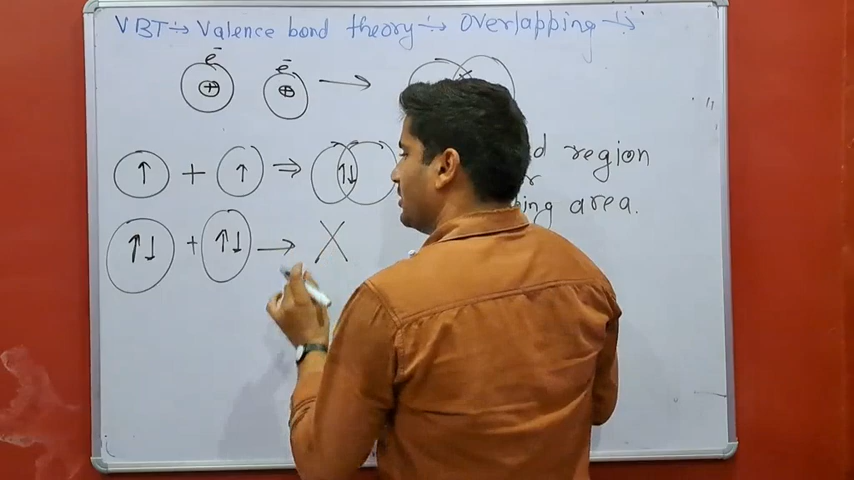 VBT → Valence bond theory → Overlapping →
e⁻ e⁻ →
+ +
↑ + ↑ ⇒ ↑↓
region
↑↓ + ↑↓ → X
area.